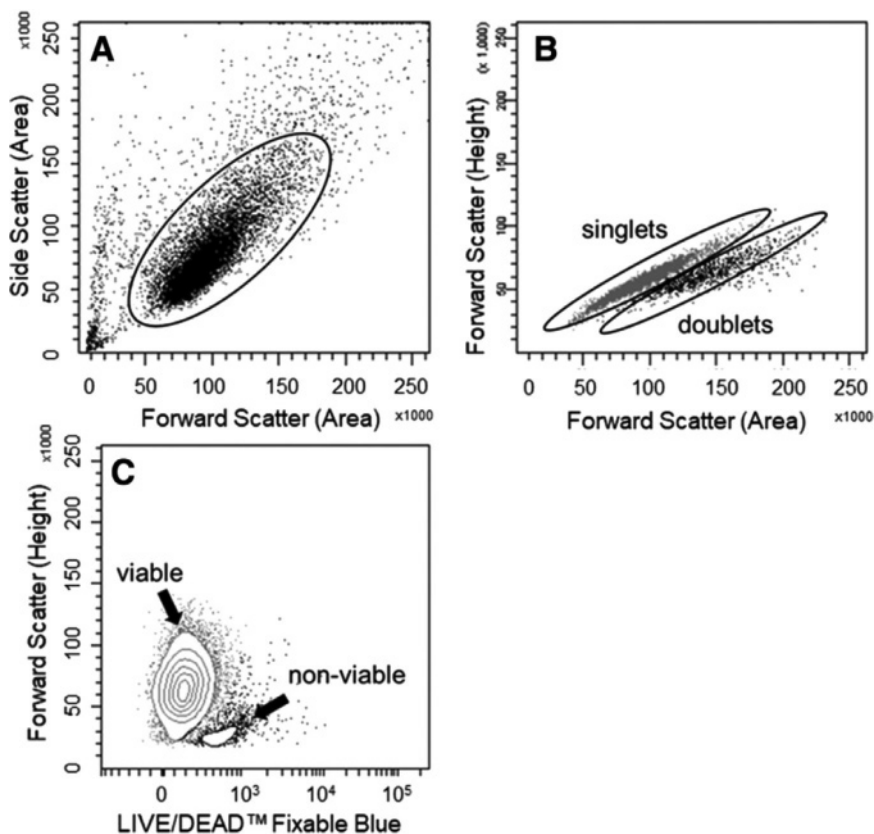 A
x1000
Side Scatter (Area)
250
200
150
100
50
0
0 50 100 150 200 250
Forward Scatter (Area) x1000
B
(x 1,000)
Forward Scatter (Height)
250
200
150
100
50
singlets
doublets
0 50 100 150 200 250
Forward Scatter (Area) x1000
C
x1000
Forward Scatter (Height)
250
200
150
100
50
0
viable
non-viable
0 10³ 10⁴ 10⁵
LIVE/DEAD™ Fixable Blue